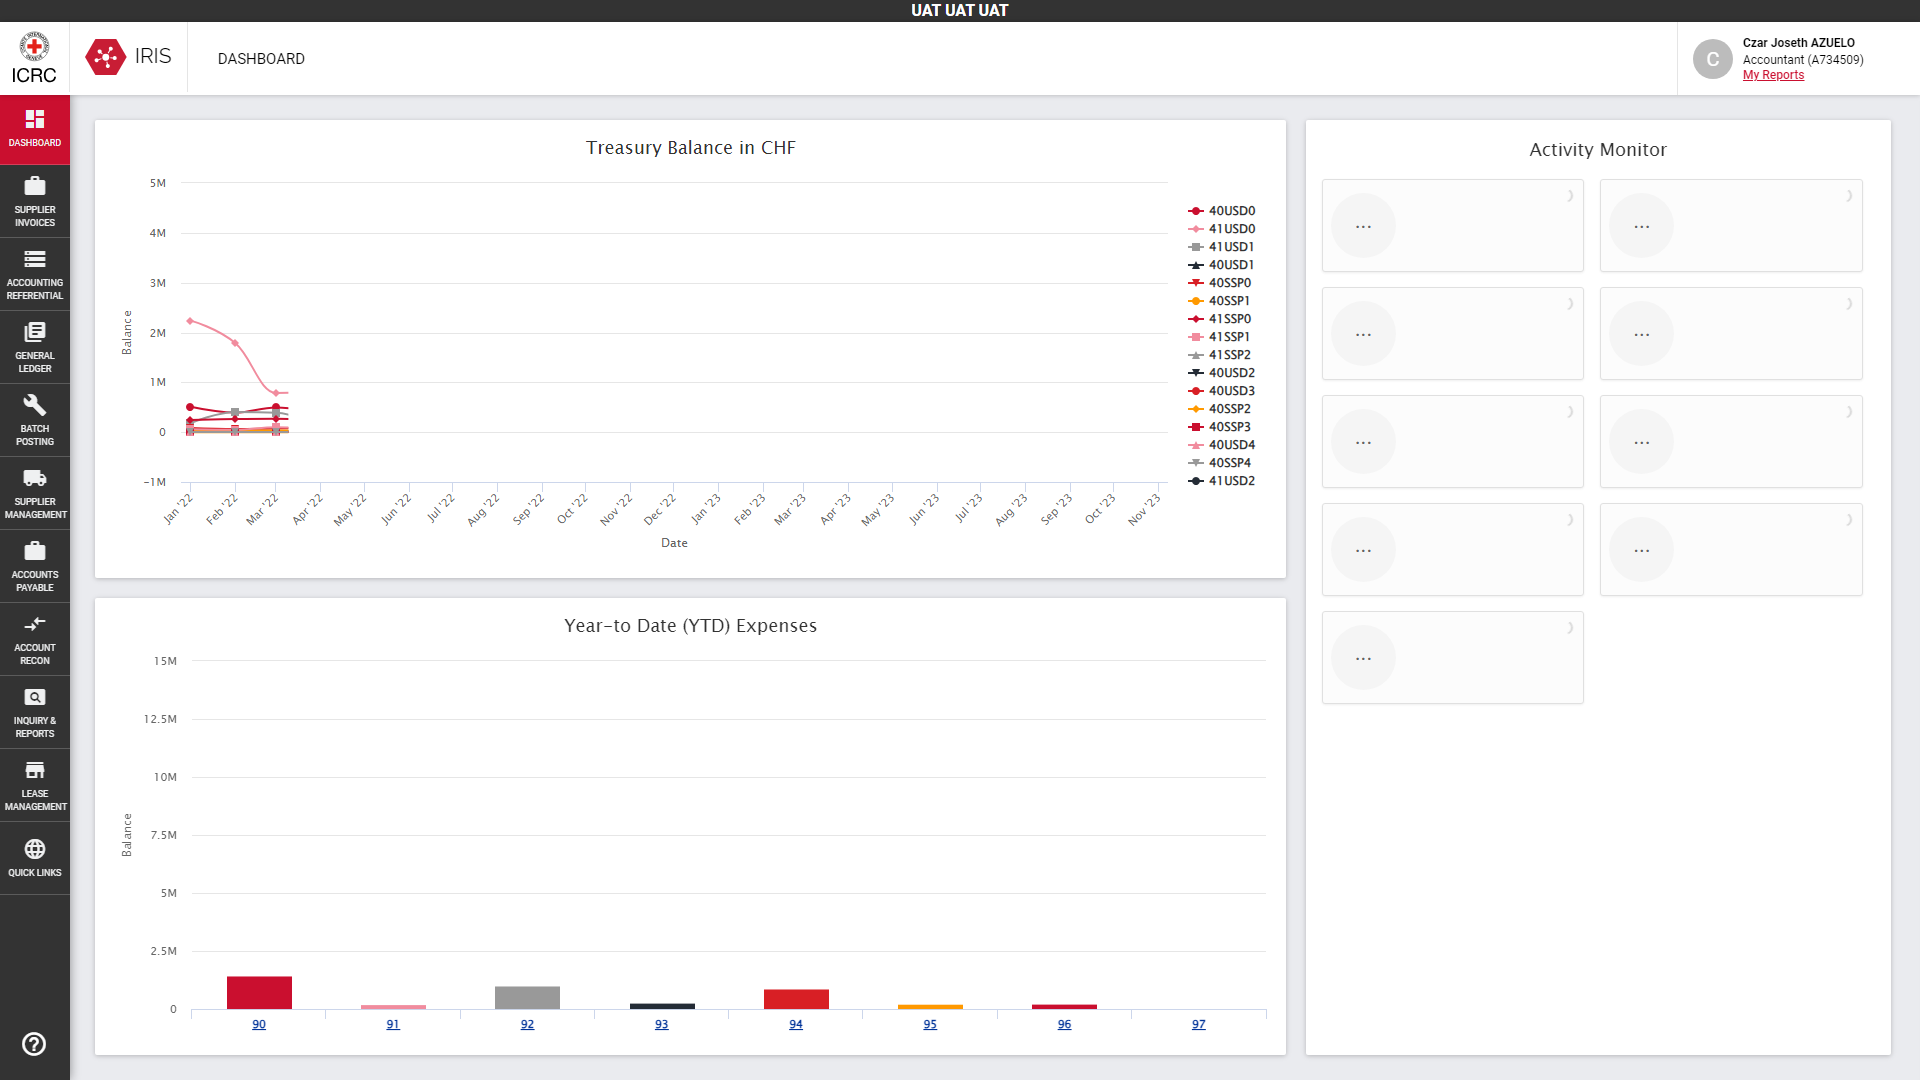 UAT UAT UAT
ICRC
IRIS
DASHBOARD
C
Czar Joseth AZUELO
Accountant (A734509)
My Reports
DASHBOARD
SUPPLIER
INVOICES
ACCOUNTING
REFERENTIAL
GENERAL
LEDGER
BATCH
POSTING
SUPPLIER
MANAGEMENT
ACCOUNTS
PAYABLE
ACCOUNT
RECON
INQUIRY &
REPORTS
LEASE
MANAGEMENT
QUICK LINKS
Treasury Balance in CHF
5M
4M
3M
2M
1M
0
-1M
Balance
Jan '22
Feb '22
Mar '22
Apr '22
May '22
Jun '22
Jul '22
Aug '22
Sep '22
Oct '22
Nov '22
Dec '22
Jan '23
Feb '23
Mar '23
Apr '23
May '23
Jun '23
Jul '23
Aug '23
Sep '23
Oct '23
Nov '23
Date
40USD0
41USD0
41USD1
40USD1
40SSP0
40SSP1
41SSP0
41SSP1
41SSP2
40USD2
40USD3
40SSP2
40SSP3
40USD4
40SSP4
41USD2
Year-to Date (YTD) Expenses
15M
12.5M
10M
7.5M
5M
2.5M
0
Balance
90
91
92
93
94
95
96
97
Activity Monitor
...
...
...
...
...
...
...
...
...